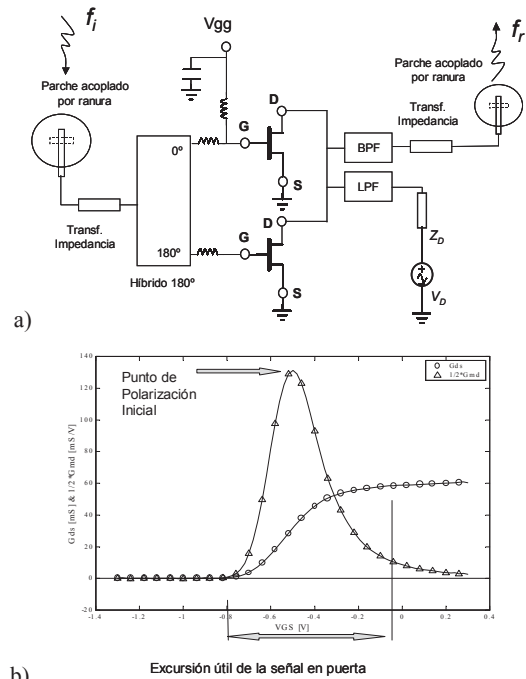 f_i
Vgg
f_r
Parche acoplado
por ranura
Parche acoplado
por ranura
Transf.
Impedancia
D
G
0º
BPF
S
LPF
D
Transf.
Impedancia
180º
G
Híbrido 180º
S
Z_D
V_D
a)
140
120
100
80
60
40
20
0
-20
Gds [mS] & 1/2*Gmd [mS/V]
Punto de
Polarización
Inicial
Gds
1/2*Gmd
-1.4 -1.2 -1 -0.8 -0.6 -0.4 -0.2 0 0.2 0.4
VGS [V]
b)
Excursión útil de la señal en puerta